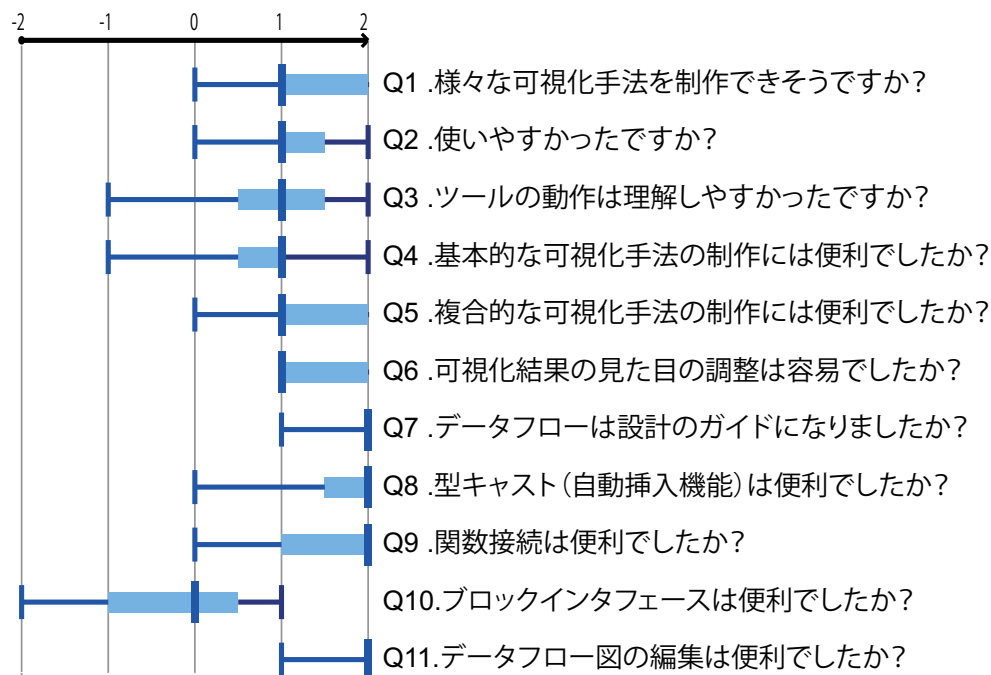 -2 -1 0 1 2
Q1 .様々な可視化手法を制作できそうですか?
Q2 .使いやすかったですか?
Q3 .ツールの動作は理解しやすかったですか?
Q4 .基本的な可視化手法の制作には便利でしたか?
Q5 .複合的な可視化手法の制作には便利でしたか?
Q6 .可視化結果の見た目の調整は容易でしたか?
Q7 .データフローは設計のガイドになりましたか?
Q8 .型キャスト(自動挿入機能)は便利でしたか?
Q9 .関数接続は便利でしたか?
Q10.ブロックインタフェースは便利でしたか?
Q11.データフロー図の編集は便利でしたか?